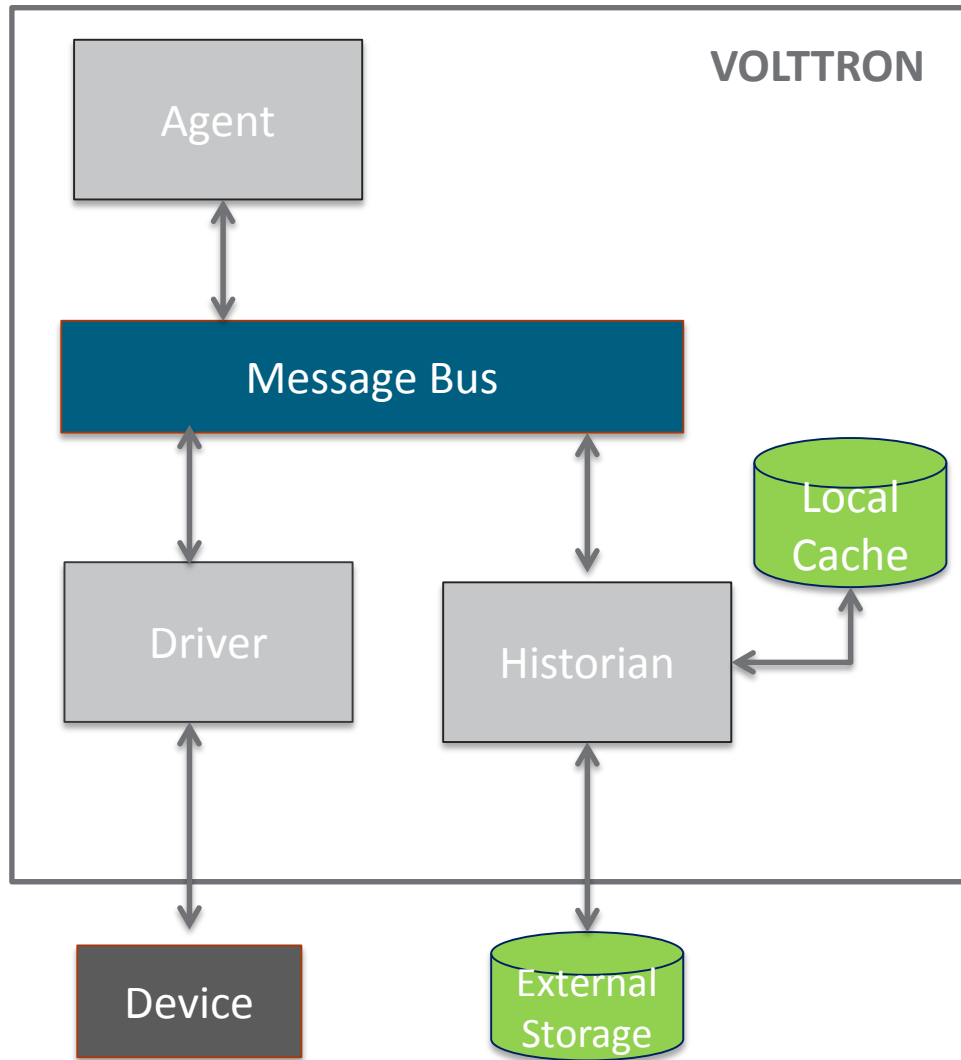 VOLTTRON
Agent
Message Bus
Local
Cache
Driver
Historian
Device
External
Storage